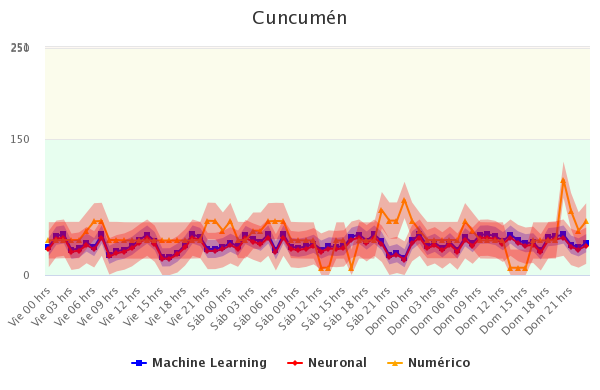 Cuncumén
150
0
Vie 00 hrs
Vie 03 hrs
Vie 06 hrs
Vie 09 hrs
Vie 12 hrs
Vie 15 hrs
Vie 18 hrs
Vie 21 hrs
Sáb 00 hrs
Sáb 03 hrs
Sáb 06 hrs
Sáb 09 hrs
Sáb 12 hrs
Sáb 15 hrs
Sáb 18 hrs
Sáb 21 hrs
Dom 00 hrs
Dom 03 hrs
Dom 06 hrs
Dom 09 hrs
Dom 12 hrs
Dom 15 hrs
Dom 18 hrs
Dom 21 hrs
Machine Learning
Neuronal
Numérico